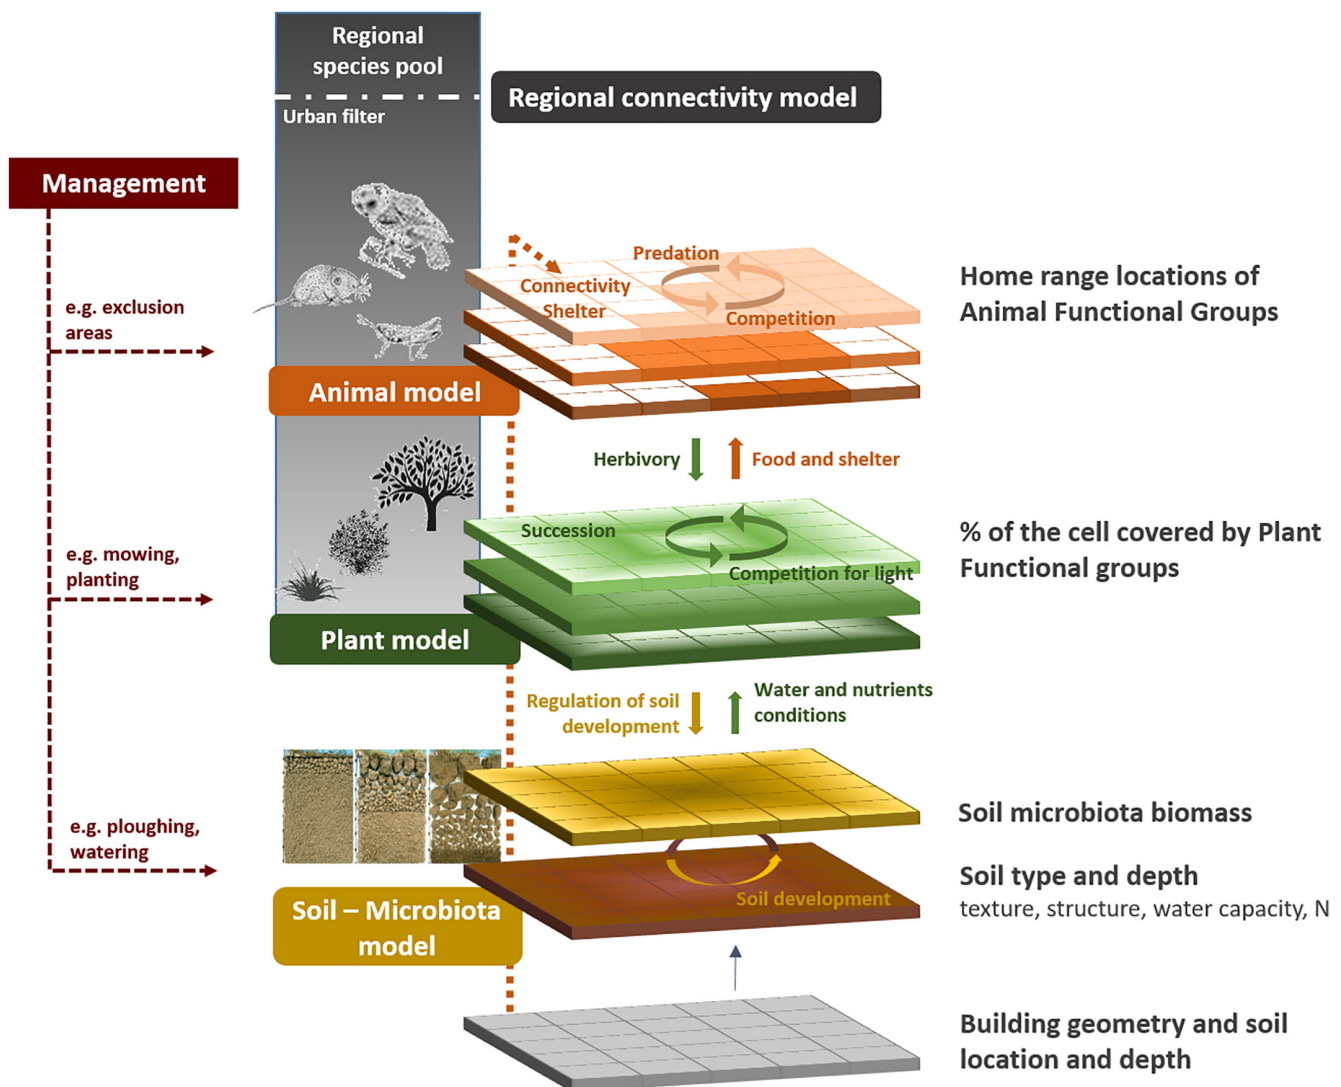 Regional
species pool
Regional connectivity model
Urban filter
Management
Predation
Connectivity
Shelter
Competition
Home range locations of
Animal Functional Groups
e.g. exclusion
areas
Animal model
Herbivory
Food and shelter
Succession
Competition for light
% of the cell covered by Plant
Functional groups
e.g. mowing,
planting
Plant model
Regulation of soil
development
Water and nutrients
conditions
Soil microbiota biomass
e.g. ploughing,
watering
Soil type and depth
texture, structure, water capacity, N
Soil development
Soil – Microbiota
model
Building geometry and soil
location and depth